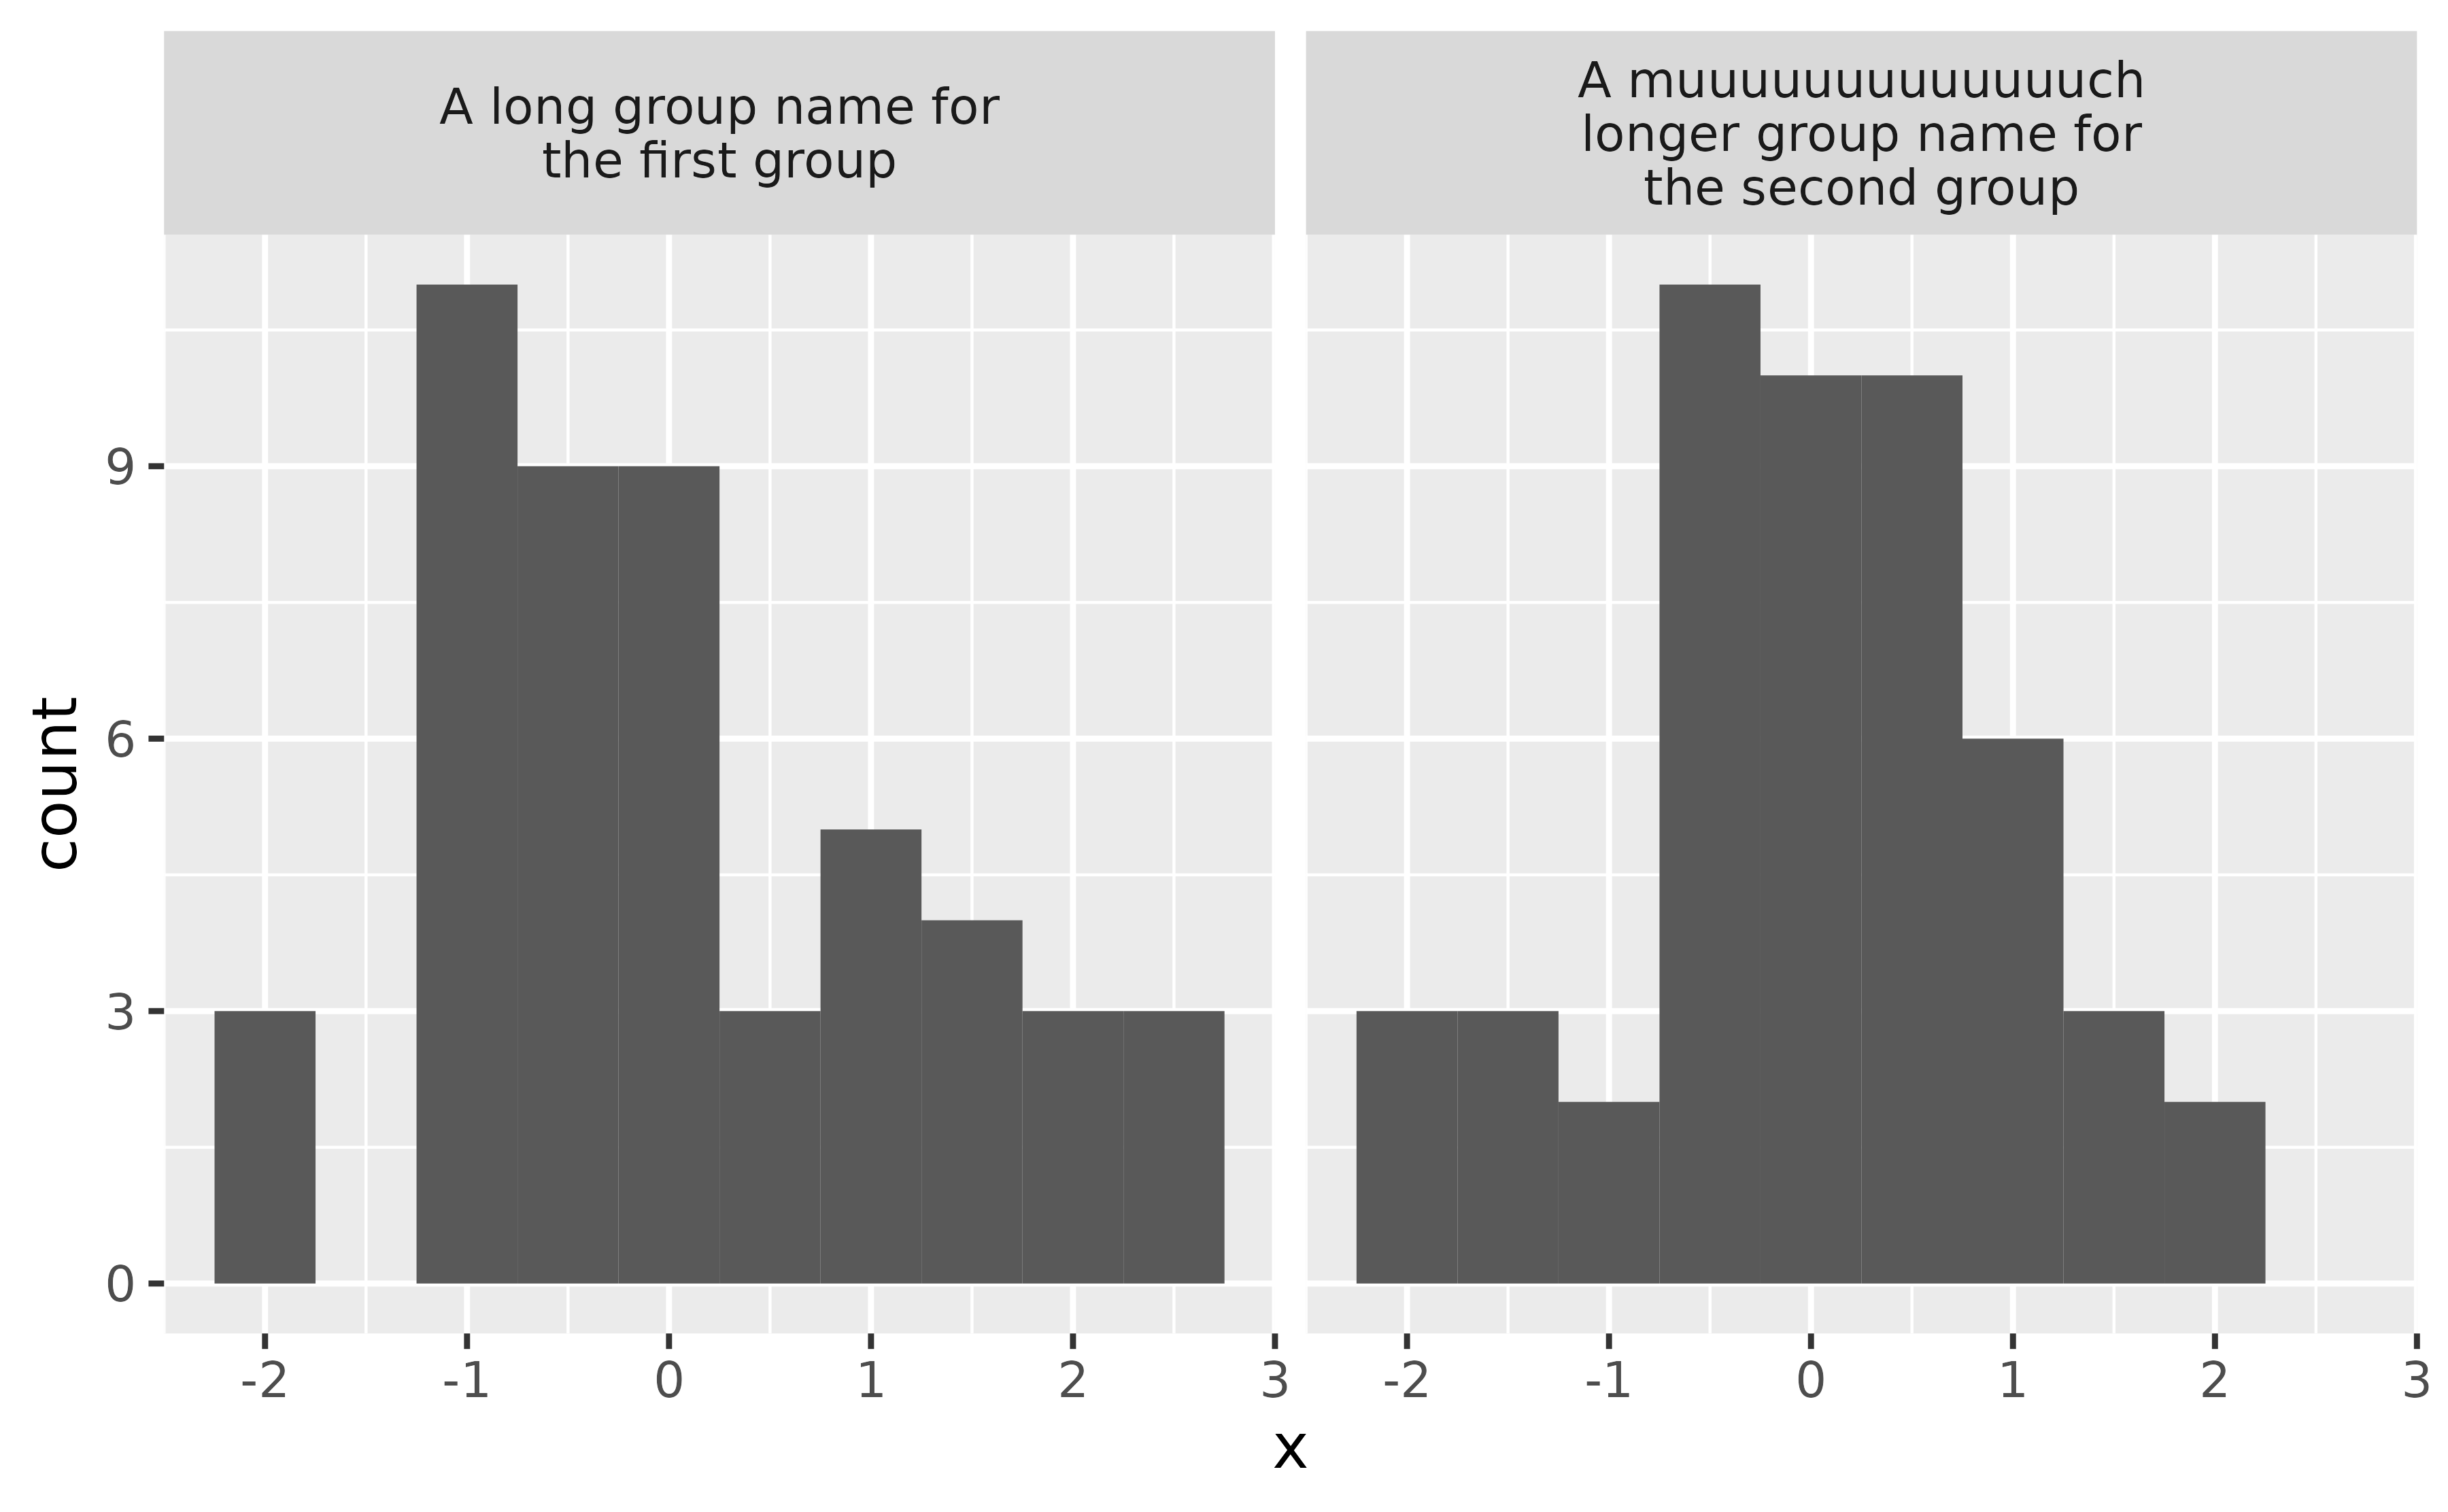 A long group name for
the first group
A muuuuuuuuuuuuuch
longer group name for
the second group
count
9
6
3
0
-2 -1 0 1 2 3 -2 -1 0 1 2 3
x